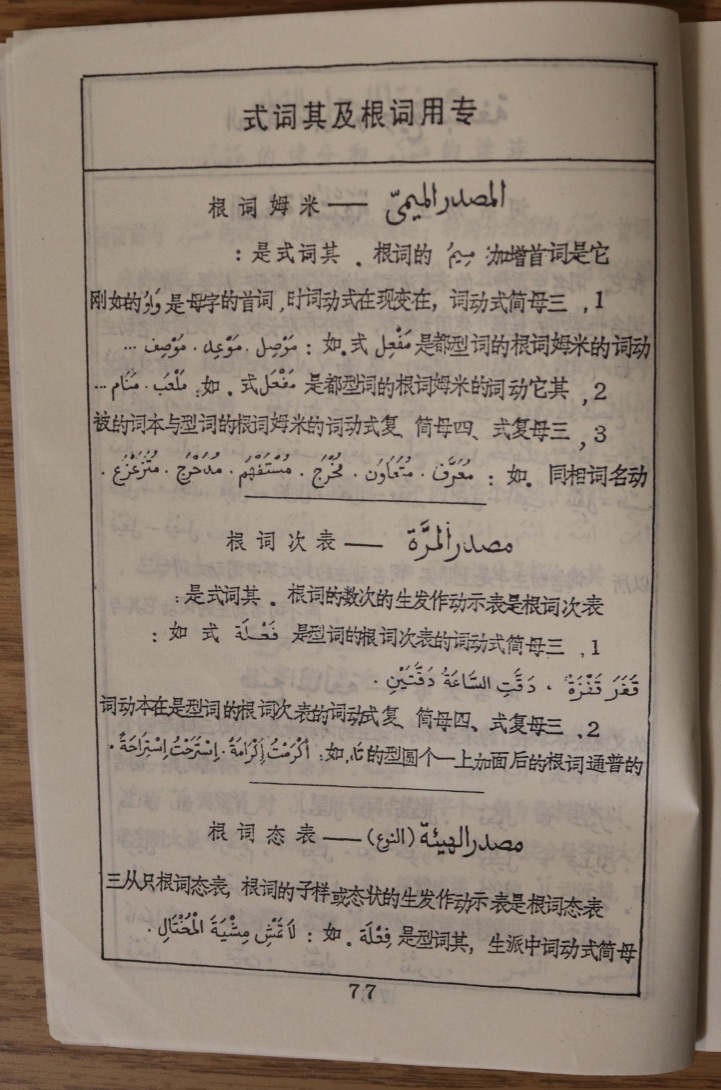 专用词根及其词式
المصدر الميميّ —— 米姆词根
它是词首增加 مِيمْ 的词根。其词式是：
1，三母简式动词，在变现在式动词时，词首的字母是 وَاوْ 的如刚
动词的米姆词根的词型都是 مَفْعِل 式。如：مَوْصِل . مَوْعِد . مَوْصِف ...
2，其它动词的米姆词根的词型都是 مَفْعَل 式。如：مَلْعَب . مَنَام ...
3，三母复式、四母简、复式动词的米姆词根的词型与本词的被
动名词相同。如：مُعَرَّف . مُتَعَاوَن . مُخْرَج . مُسْتَفْهَم . مُدَحْرَج . مُتَزَعْزَع .
مصدر المرَّة —— 表次词根
表次词根是表示动作发生的次数的词根。其词式是：
1，三母简式动词的表次词根的词型是 فَعْلَة 式 如：
قَفَزَ قَفْزَةً . دَقَّتِ السَّاعَةُ دَقَّتَيْنِ .
2，三母复式、四母简、复式动词的表次词根的词型是在本动词
的普通词根的后面加上一个圆型的 ة，如：أَكْرَمْتُ إِكْرَامَةً . اِسْتَرَحْتُ اِسْتِرَاحَةً .
مصدر الهيئة (النوع) —— 表态词根
表态词根是表示动作发生的状态或样子的词根，表态词根只从三
母简式动词中派生，其词型是 فِعْلَة。如：لَا تَمْشِ مِشْيَةَ الْمُخْتَالِ .
77